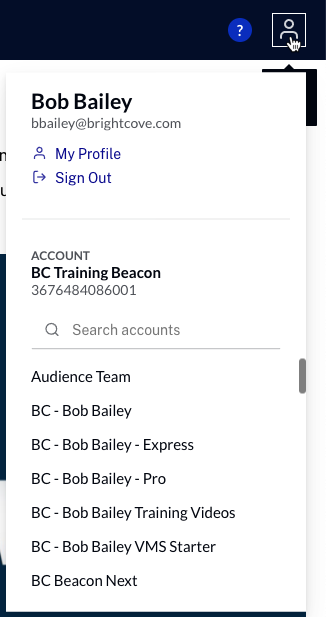 ?
Bob Bailey
bbailey@brightcove.com
My Profile
Sign Out
ACCOUNT
BC Training Beacon
3676484086001
Search accounts
Audience Team
BC - Bob Bailey
BC - Bob Bailey - Express
BC - Bob Bailey - Pro
BC - Bob Bailey Training Videos
BC - Bob Bailey VMS Starter
BC Beacon Next